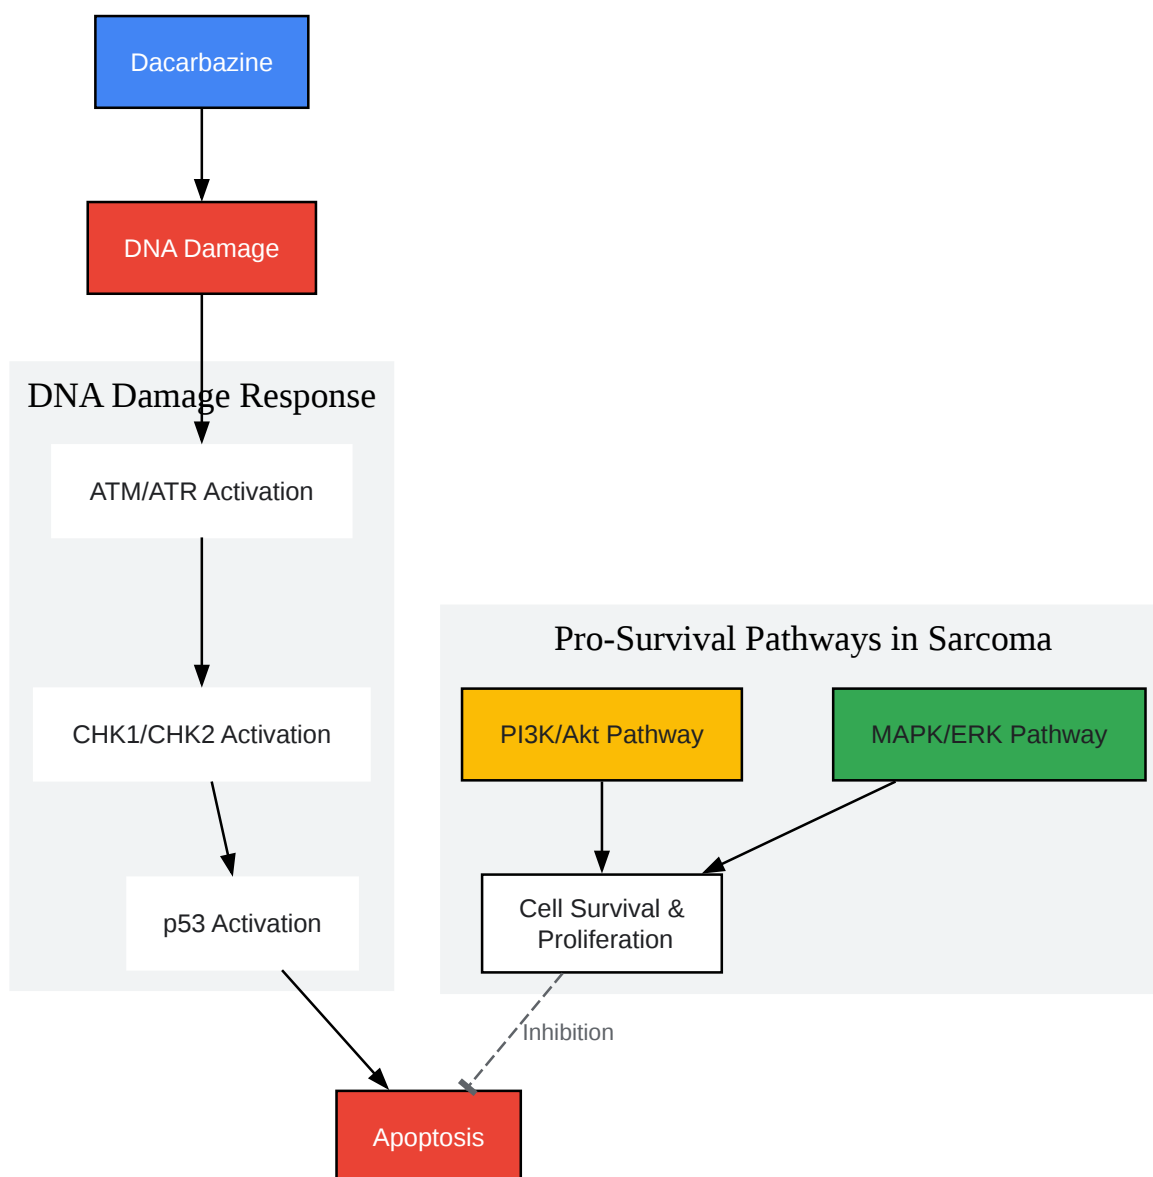 Dacarbazine
DNA Damage
DNA Damage Response
ATM/ATR Activation
CHK1/CHK2 Activation
p53 Activation
Pro-Survival Pathways in Sarcoma
PI3K/Akt Pathway
MAPK/ERK Pathway
Cell Survival &
Proliferation
Inhibition
Apoptosis